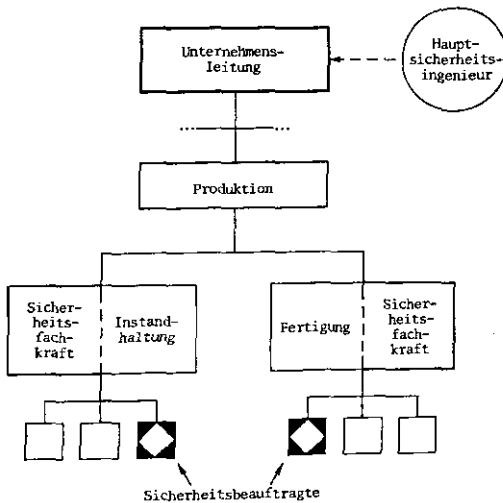 Unternehmens-
leitung
Haupt-
sicherheits-
ingenieur
...
...
Produktion
Sicher-
heits-
fach-
kraft
Instand-
haltung
Fertigung
Sicher-
heits-
fach-
kraft
Sicherheitsbeauftragte